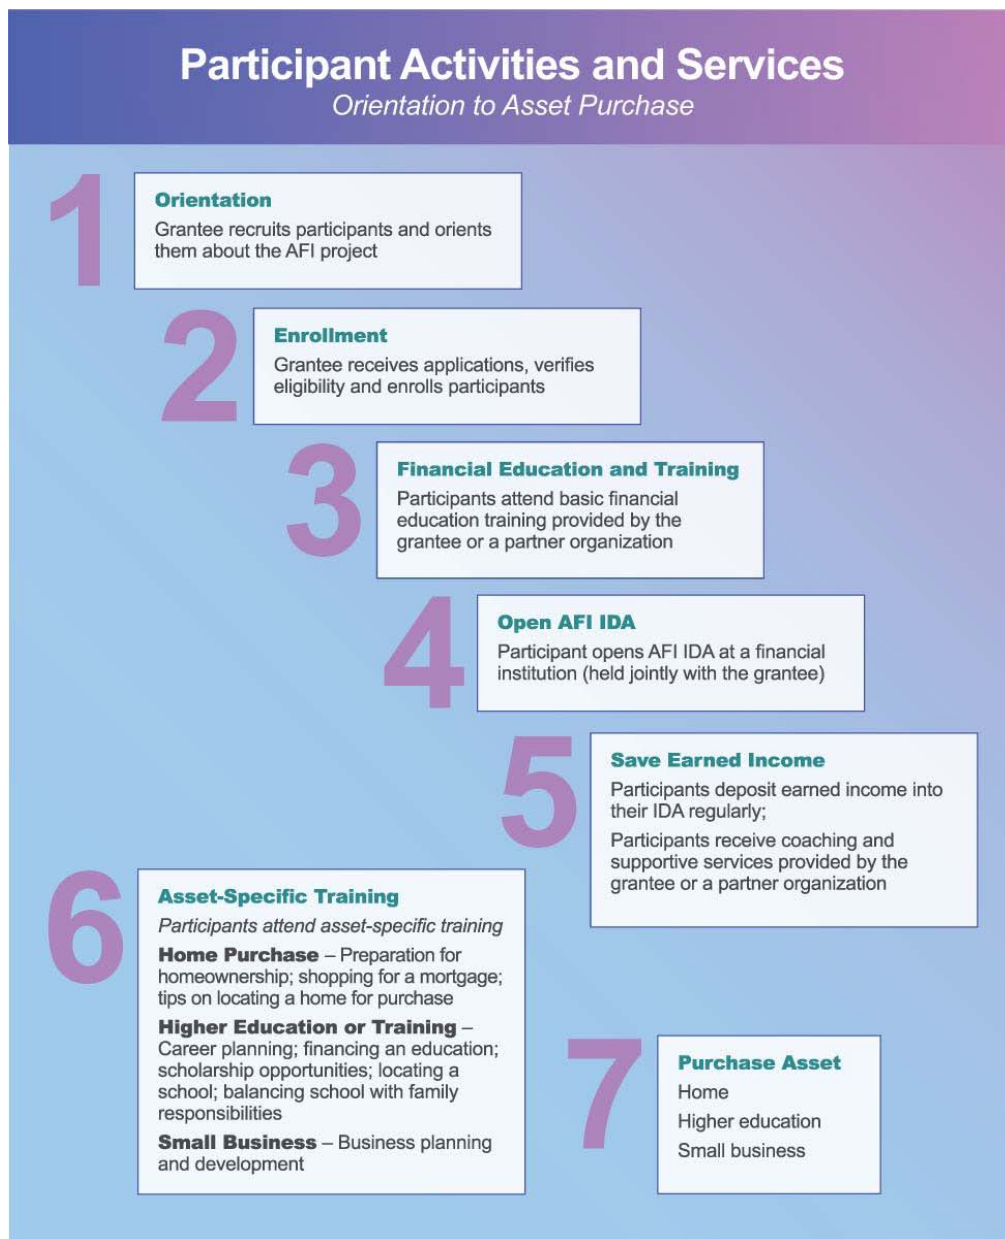 Participant Activities and Services
Orientation to Asset Purchase
1
Orientation
Grantee recruits participants and orients
them about the AFI project
2
Enrollment
Grantee receives applications, verifies
eligibility and enrolls participants
3
Financial Education and Training
Participants attend basic financial
education training provided by the
grantee or a partner organization
4
Open AFI IDA
Participant opens AFI IDA at a financial
institution (held jointly with the grantee)
5
Save Earned Income
Participants deposit earned income into
their IDA regularly;
Participants receive coaching and
supportive services provided by the
grantee or a partner organization
6
Asset-Specific Training
Participants attend asset-specific training
Home Purchase – Preparation for
homeownership; shopping for a mortgage;
tips on locating a home for purchase
Higher Education or Training –
Career planning; financing an education;
scholarship opportunities; locating a
school; balancing school with family
responsibilities
Small Business – Business planning
and development
7
Purchase Asset
Home
Higher education
Small business